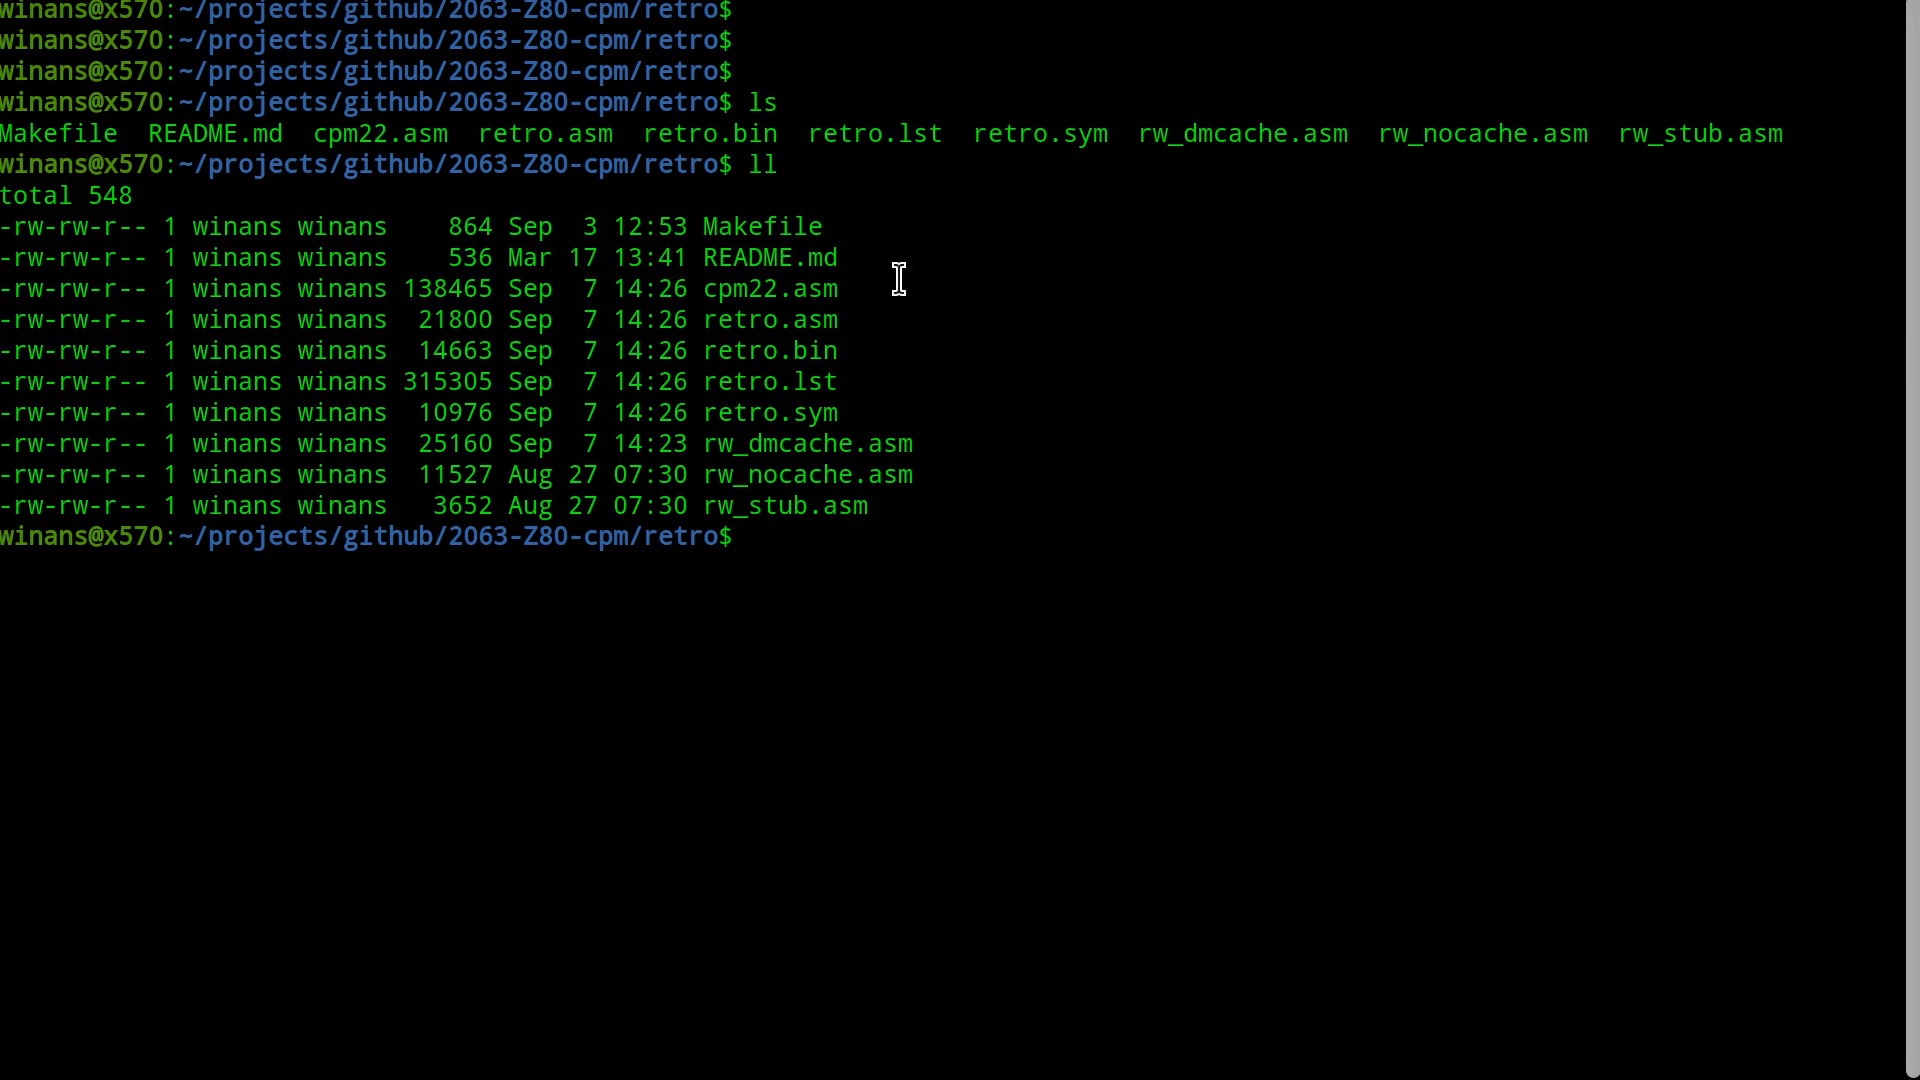 winans@x570:~/projects/github/2063-Z80-cpm/retro$
winans@x570:~/projects/github/2063-Z80-cpm/retro$
winans@x570:~/projects/github/2063-Z80-cpm/retro$
winans@x570:~/projects/github/2063-Z80-cpm/retro$ ls
Makefile  README.md  cpm22.asm  retro.asm  retro.bin  retro.lst  retro.sym  rw_dmcache.asm  rw_nocache.asm  rw_stub.asm
winans@x570:~/projects/github/2063-Z80-cpm/retro$ ll
total 548
-rw-rw-r-- 1 winans winans    864 Sep  3 12:53 Makefile
-rw-rw-r-- 1 winans winans    536 Mar 17 13:41 README.md
-rw-rw-r-- 1 winans winans 138465 Sep  7 14:26 cpm22.asm
-rw-rw-r-- 1 winans winans  21800 Sep  7 14:26 retro.asm
-rw-rw-r-- 1 winans winans  14663 Sep  7 14:26 retro.bin
-rw-rw-r-- 1 winans winans 315305 Sep  7 14:26 retro.lst
-rw-rw-r-- 1 winans winans  10976 Sep  7 14:26 retro.sym
-rw-rw-r-- 1 winans winans  25160 Sep  7 14:23 rw_dmcache.asm
-rw-rw-r-- 1 winans winans  11527 Aug 27 07:30 rw_nocache.asm
-rw-rw-r-- 1 winans winans   3652 Aug 27 07:30 rw_stub.asm
winans@x570:~/projects/github/2063-Z80-cpm/retro$